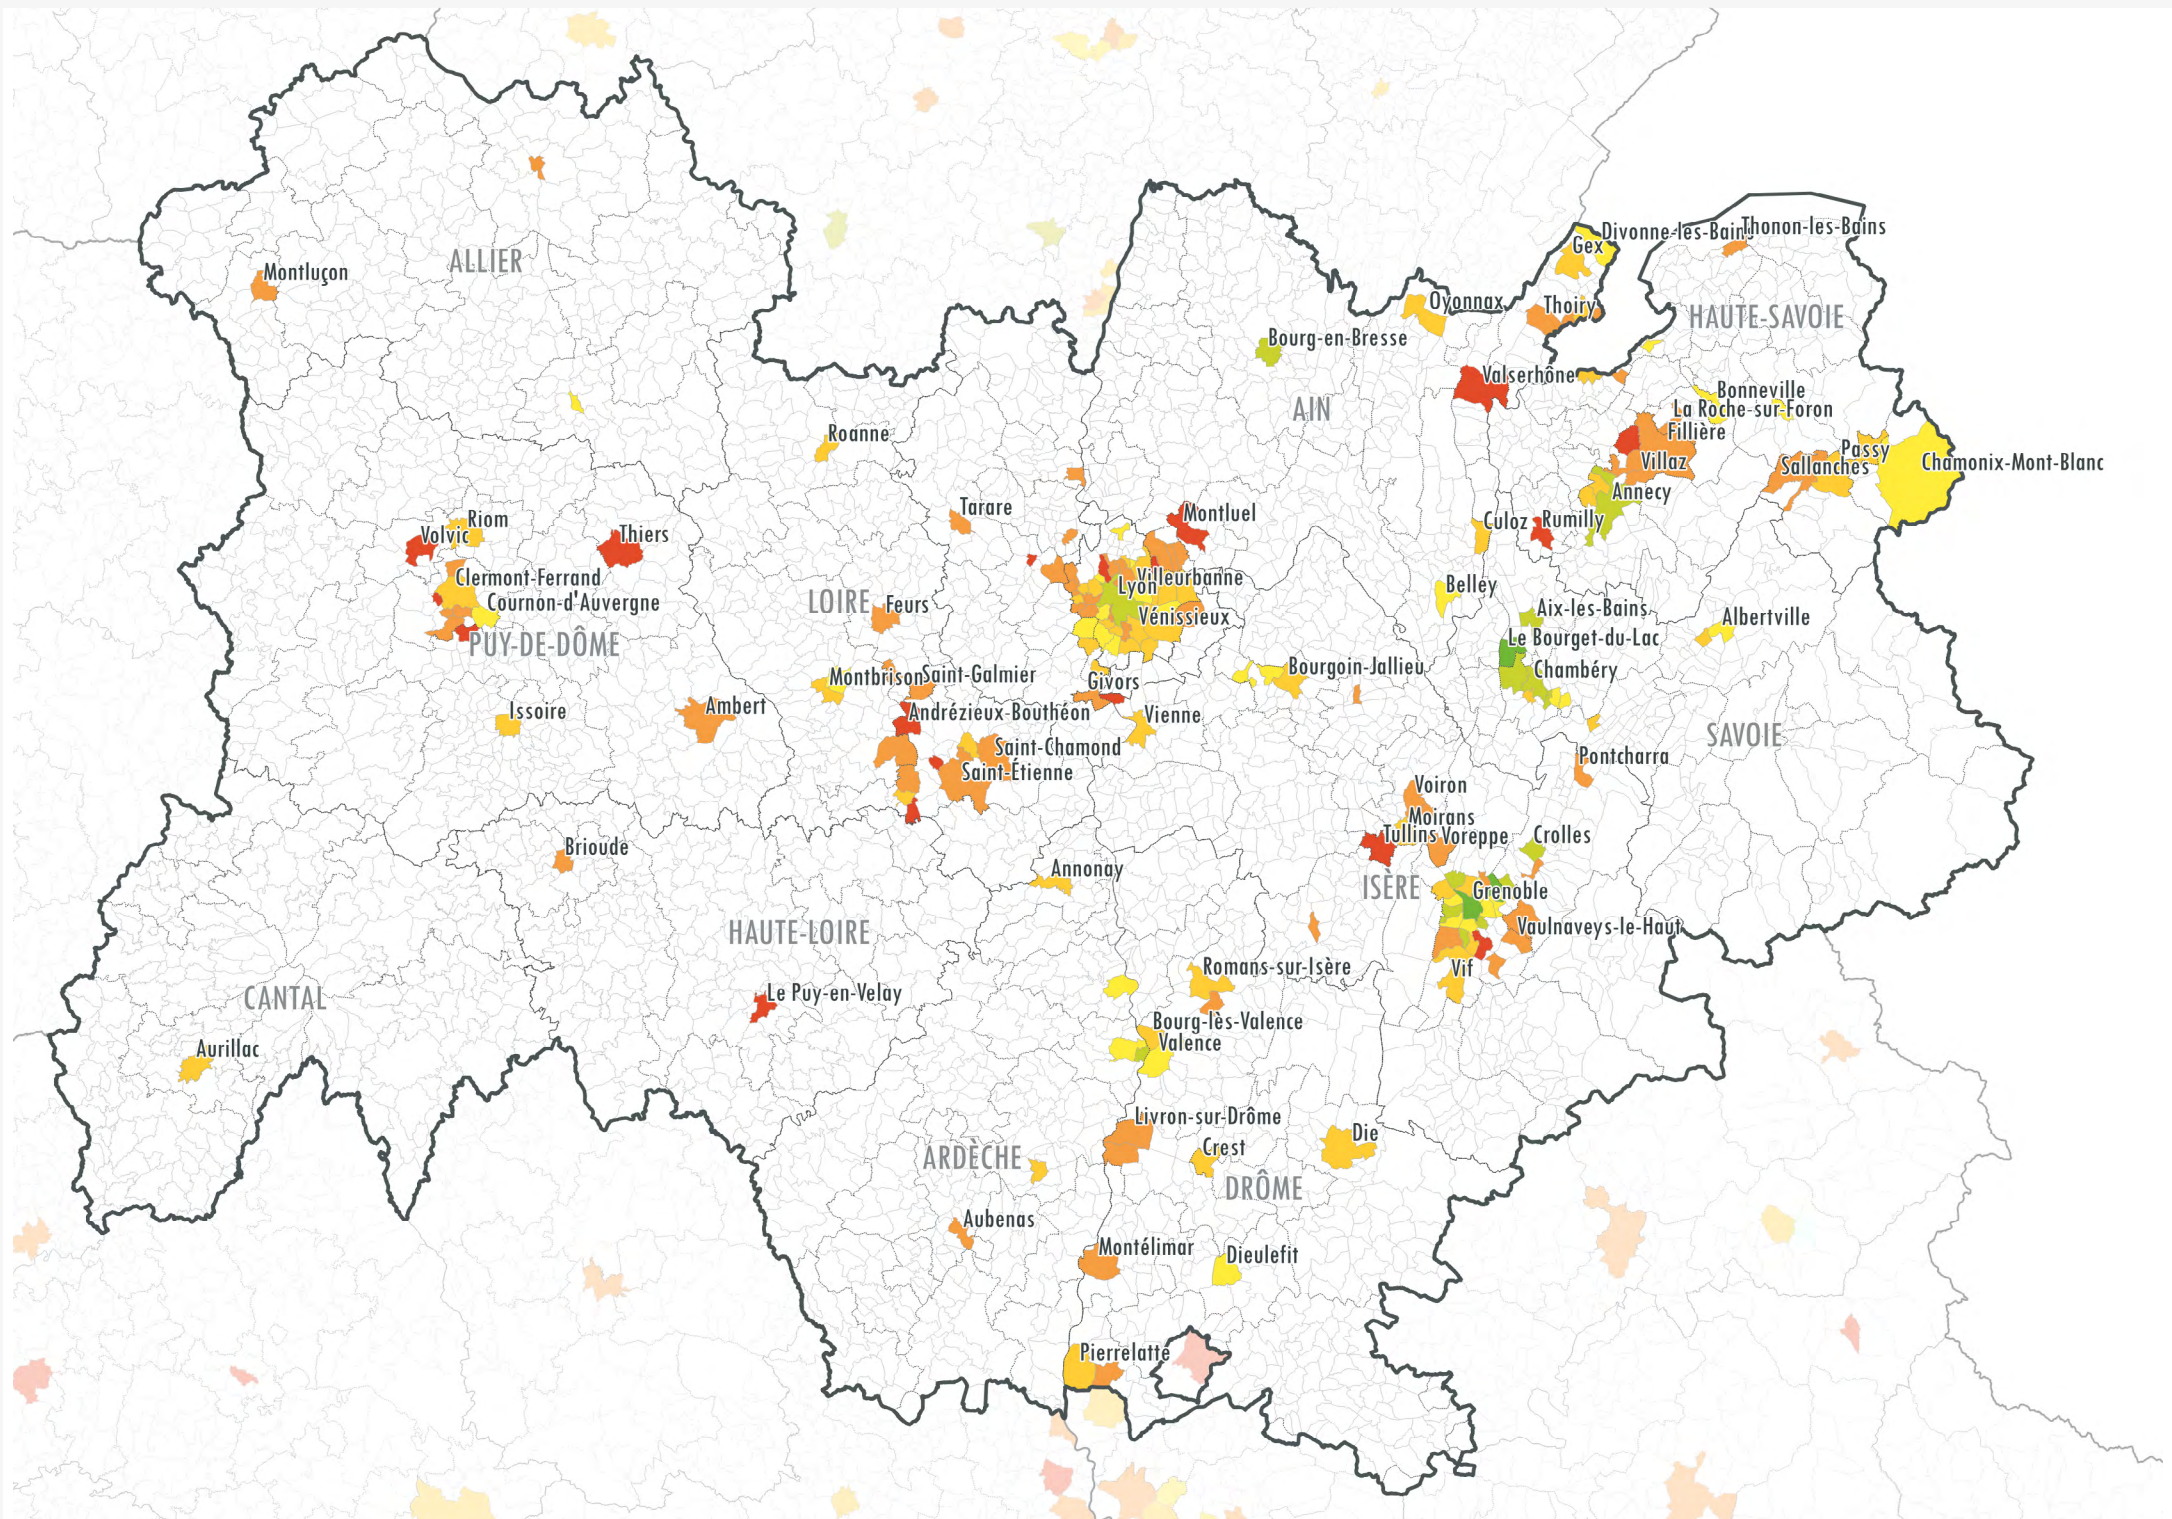 Divonne-les-Bains
Thonon-les-Bains
Gex
ALLIER
Montluçon
Oyonnax
Thoiry
HAUTE-SAVOIE
Bourg-en-Bresse
Valserhône
Bonneville
AIN
La Roche-sur-Foron
Roanne
Fillière
Passy
Villaz
Sallanches
Chamonix-Mont-Blanc
Annecy
Tarare
Montluel
Riom
Culoz
Rumilly
Volvic
Thiers
Clermont-Ferrand
Villeurbanne
Lyon
Belley
Cournon-d'Auvergne
LOIRE
Feurs
Aix-les-Bains
Vénissieux
Albertville
PUY-DE-DÔME
Le Bourget-du-Lac
Bourgoin-Jallieu
Chambéry
Montbrison
Saint-Galmier
Givors
Ambert
Issoire
Andrézieux-Bouthéon
Vienne
SAVOIE
Saint-Chamond
Pontcharra
Saint-Étienne
Voiron
Moirans
Tullins
Voreppe
Crolles
Brioude
Annonay
ISÈRE
Grenoble
Vaulnaveys-le-Haut
HAUTE-LOIRE
Vif
Romans-sur-Isère
Le Puy-en-Velay
CANTAL
Bourg-lès-Valence
Valence
Aurillac
Livron-sur-Drôme
Die
Crest
ARDÈCHE
DRÔME
Aubenas
Montélimar
Dieulefit
Pierrelatte